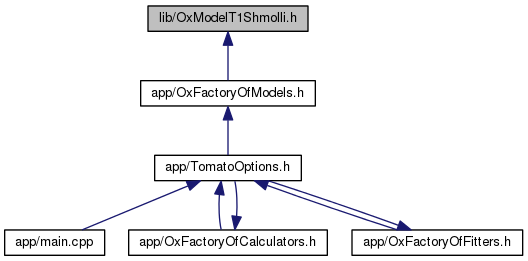 lib/OxModelT1Shmolli.h
app/OxFactoryOfModels.h
app/TomatoOptions.h
app/main.cpp
app/OxFactoryOfCalculators.h
app/OxFactoryOfFitters.h